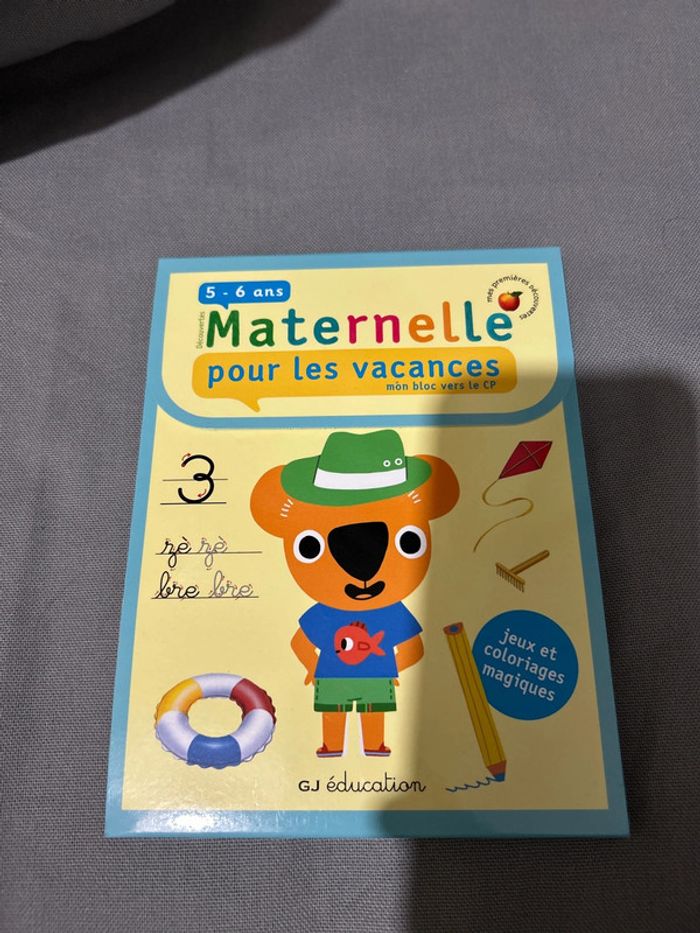 5 - 6 ans
mes premières découvertes
Découvertes
Maternelle
pour les vacances
mon bloc vers le CP
3
zè zè
bre bre
jeux et
coloriages
magiques
GJ éducation